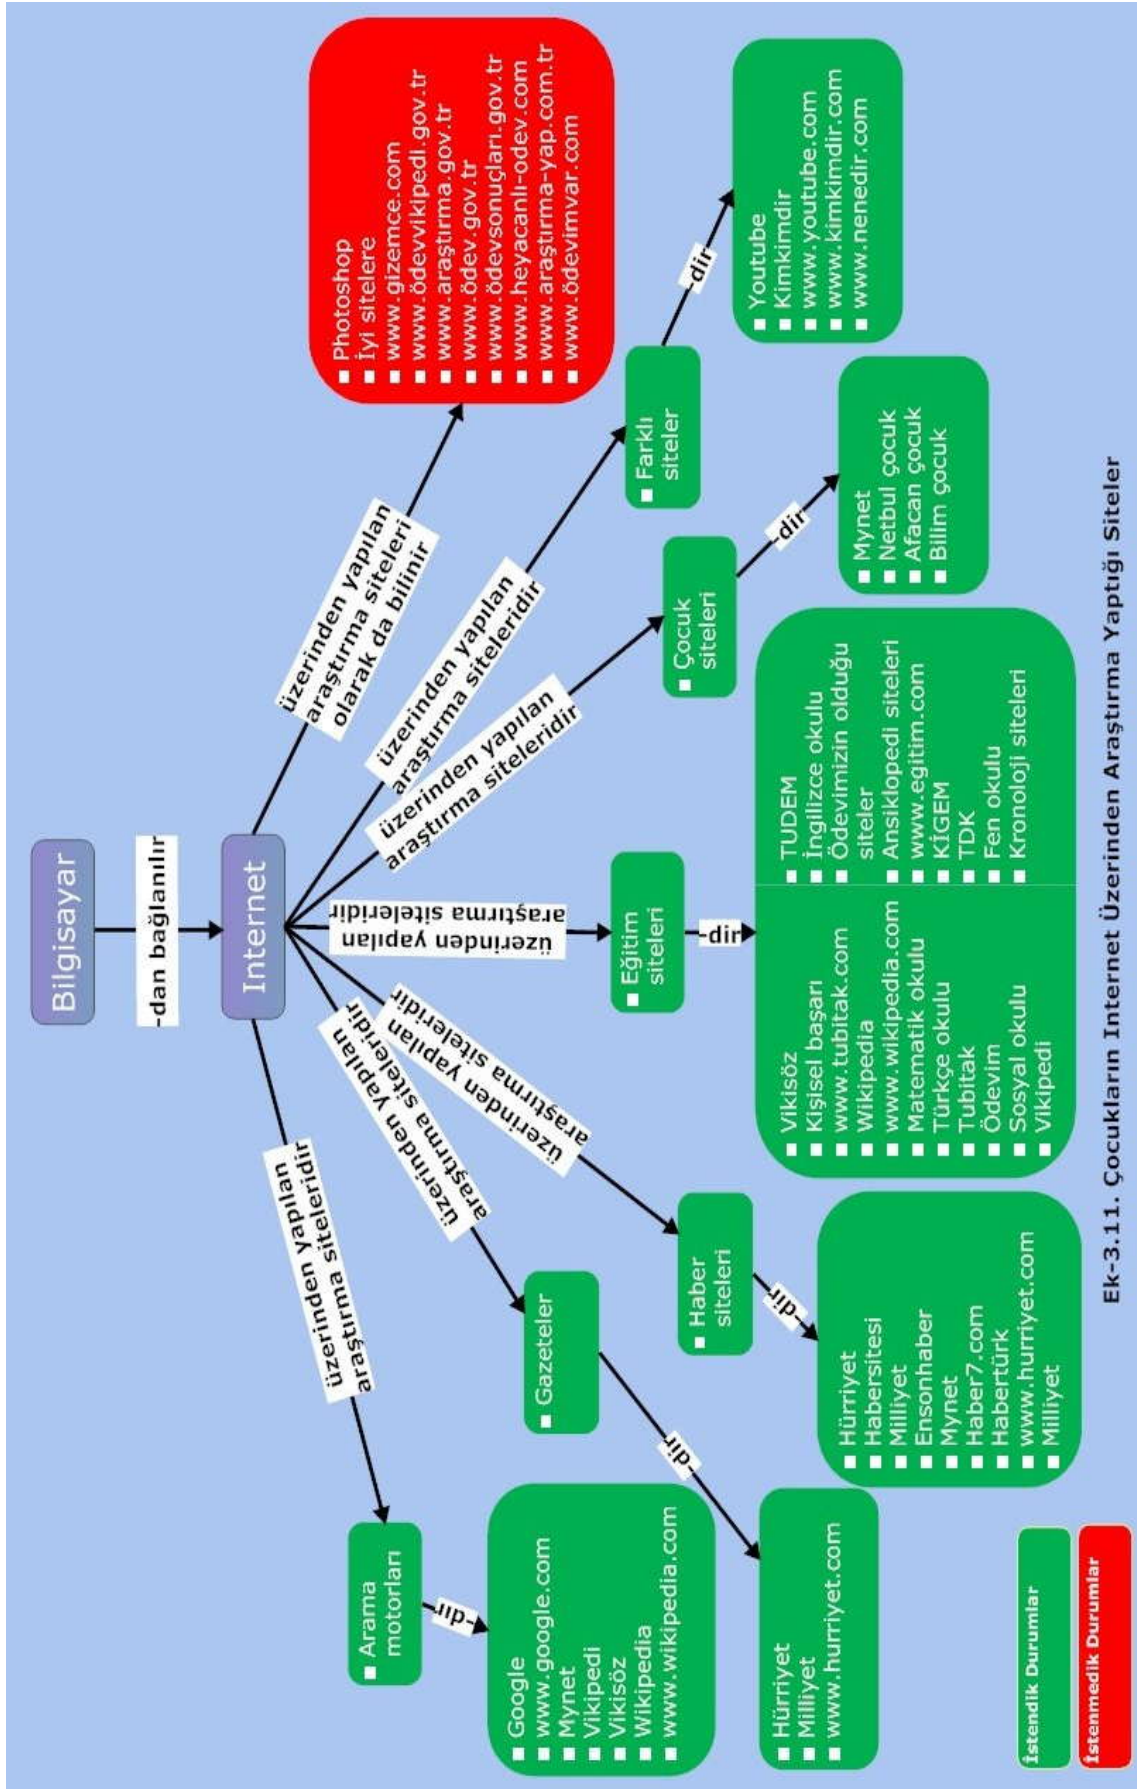 Bilgisayar
-dan bağlanılır
Internet
üzerinden yapılan
araştırma siteleridir
üzerinden yapılan
araştırma siteleridir
üzerinden yapılan
araştırma siteleridir
üzerinden yapılan
araştırma siteleridir
üzerinden yapılan
araştırma siteleridir
üzerinden yapılan
araştırma siteleridir
üzerinden yapılan
araştırma siteleri
olarak da bilinir
Arama
motorları
-dır
Google
www.google.com
Mynet
Vikipedi
Vikisöz
Wikipedia
www.wikipedia.com
Gazeteler
-dir
Hürriyet
Milliyet
www.hurriyet.com
Haber
siteleri
-dir
Hürriyet
Habersitesi
Milliyet
Ensonhaber
Mynet
Haber7.com
Habertürk
www.hurriyet.com
Milliyet
Eğitim
siteleri
-dir
Vikisöz
Kişisel başarı
www.tubitak.com
Wikipedia
www.wikipedia.com
Matematik okulu
Türkçe okulu
Tubitak
Ödevim
Sosyal okulu
Vikipedi
TUDEM
İngilizce okulu
Ödevimizin olduğu
siteler
Ansiklopedi siteleri
www.egitim.com
KİGEM
TDK
Fen okulu
Kronoloji siteleri
Çocuk
siteleri
-dir
Mynet
Netbul çocuk
Afacan çocuk
Bilim çocuk
Farklı
siteler
-dir
Youtube
Kimkimdir
www.youtube.com
www.kimkimdir.com
www.nenedir.com
Photoshop
İyi sitelere
www.gizemce.com
www.ödevvikipedi.gov.tr
www.araştırma.gov.tr
www.ödev.gov.tr
www.ödevsonuçları.gov.tr
www.heyacanlı-odev.com
www.araştırma-yap.com.tr
www.ödevimvar.com
İstendik Durumlar
İstenmedik Durumlar
Ek-3.11. Çocukların Internet Üzerinden Araştırma Yaptığı Siteler